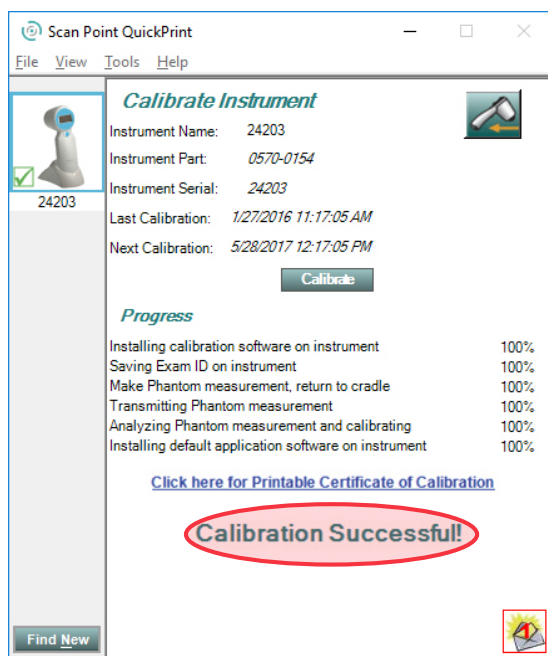 Scan Point QuickPrint
File View Tools Help
Calibrate Instrument
Instrument Name: 24203
Instrument Part: 0570-0154
Instrument Serial: 24203
24203
Last Calibration: 1/27/2016 11:17:05 AM
Next Calibration: 5/28/2017 12:17:05 PM
Calibrate
Progress
Installing calibration software on instrument 100%
Saving Exam ID on instrument 100%
Make Phantom measurement, return to cradle 100%
Transmitting Phantom measurement 100%
Analyzing Phantom measurement and calibrating 100%
Installing default application software on instrument 100%
Click here for Printable Certificate of Calibration
Calibration Successful!
Find New